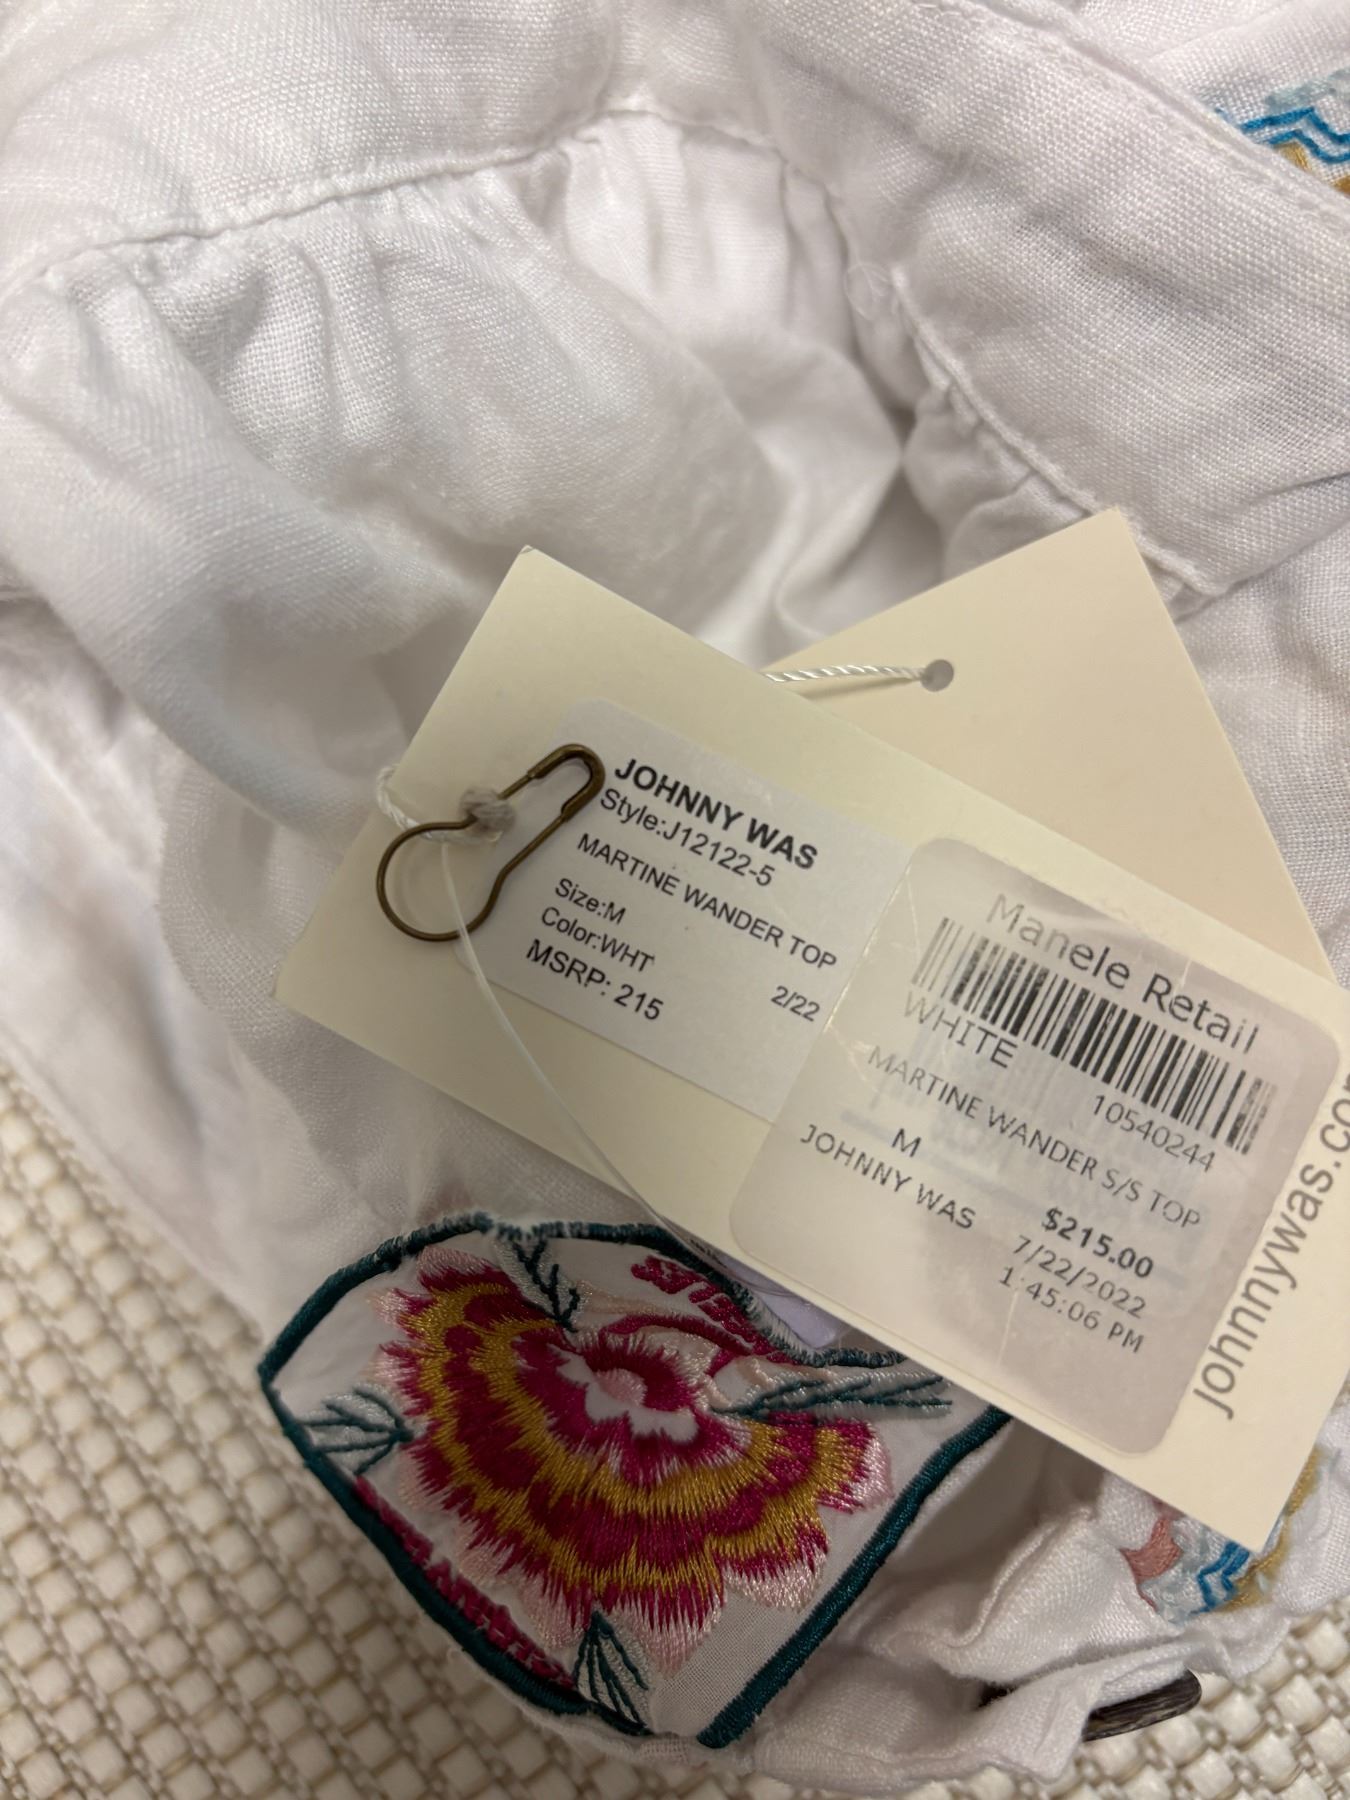 JOHNNY WAS
Style:J12122-5
MARTINE WANDER TOP
Size:M
Color:WHT
2/22
MSRP: 215
Manele Retail
WHITE
10540244
MARTINE WANDER S/S TOP
M
JOHNNY WAS
$215.00
7/22/2022
1:45:06 PM
johnnywas.co